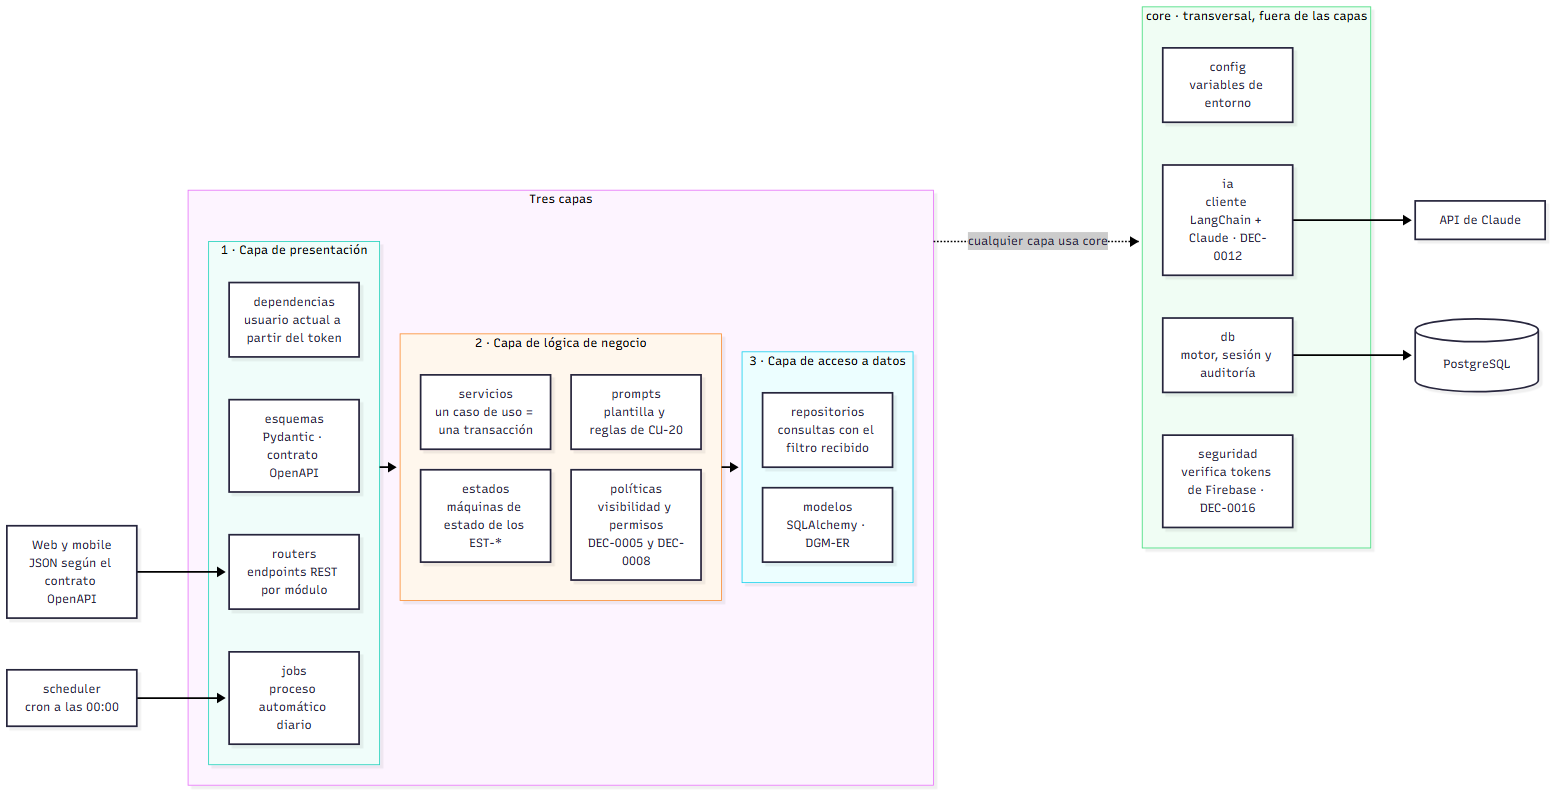 core · transversal, fuera de las capas
config
variables de
entorno
ia
cliente
LangChain +
Claude · DEC-
0012
API de Claude
db
motor, sesión y
auditoría
PostgreSQL
seguridad
verifica tokens
de Firebase ·
DEC-0016
cualquier capa usa core
Tres capas
1 · Capa de presentación
dependencias
usuario actual a
partir del token
esquemas
Pydantic ·
contrato
OpenAPI
routers
endpoints REST
por módulo
jobs
proceso
automático
diario
2 · Capa de lógica de negocio
servicios
un caso de uso =
una transacción
prompts
plantilla y
reglas de CU-20
estados
máquinas de
estado de los
EST-*
políticas
visibilidad y
permisos
DEC-0005 y DEC-
0008
3 · Capa de acceso a datos
repositorios
consultas con el
filtro recibido
modelos
SQLAlchemy ·
DGM-ER
Web y mobile
JSON según el
contrato
OpenAPI
scheduler
cron a las 00:00